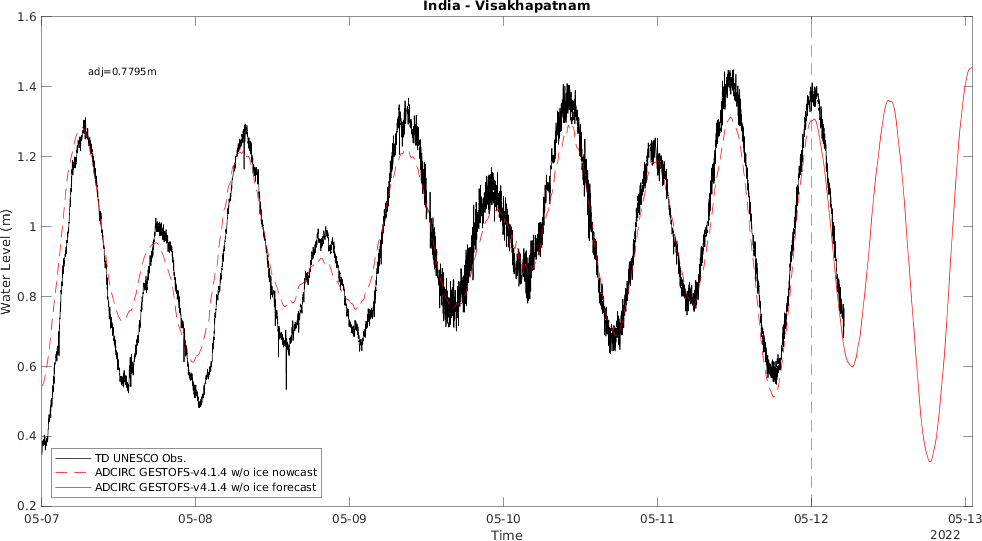 India - Visakhapatnam
adj=0.7795m
1.6
1.4
1.2
1
0.8
0.6
0.4
0.2
Water Level (m)
TD UNESCO Obs.
ADCIRC GESTOFS-v4.1.4 w/o ice nowcast
ADCIRC GESTOFS-v4.1.4 w/o ice forecast
05-07 05-08 05-09 05-10 05-11 05-12 05-13
Time
2022